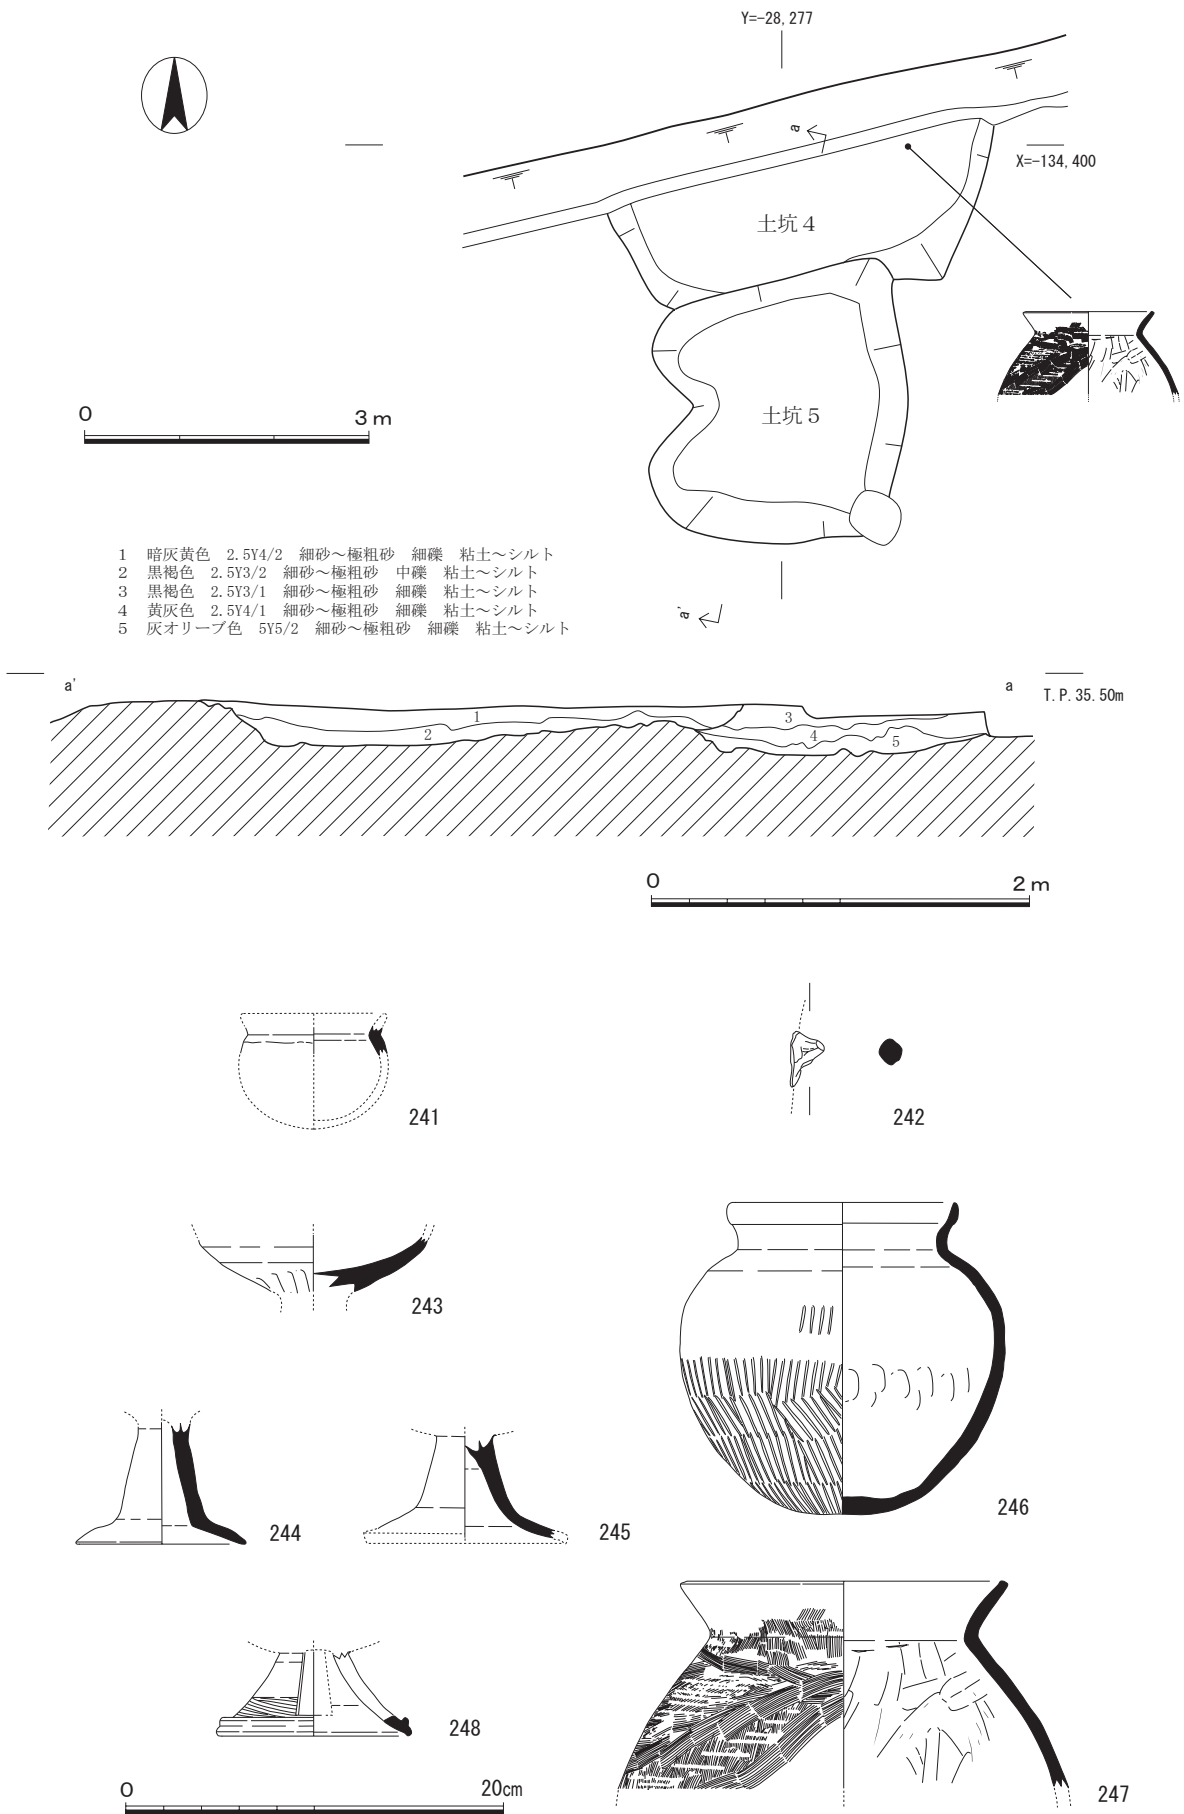 Y=-28,277
a
X=-134,400
土坑4
土坑5
0 3m
1 暗灰黄色 2.5Y4/2 細砂～極粗砂 細礫 粘土～シルト
2 黒褐色 2.5Y3/2 細砂～極粗砂 中礫 粘土～シルト
3 黒褐色 2.5Y3/1 細砂～極粗砂 細礫 粘土～シルト
4 黄灰色 2.5Y4/1 細砂～極粗砂 細礫 粘土～シルト
5 灰オリーブ色 5Y5/2 細砂～極粗砂 細礫 粘土～シルト
a'
a' a
T.P.35.50m
1 3
2 4 5
0 2m
241
242
243
246
244 245
248
247
0 20cm